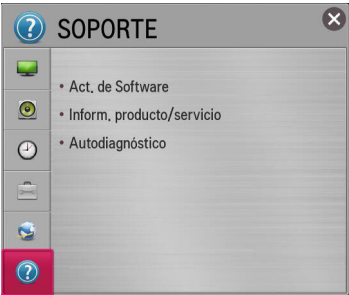 SOPORTE
• Act. de Software
• Inform. producto/servicio
• Autodiagnóstico